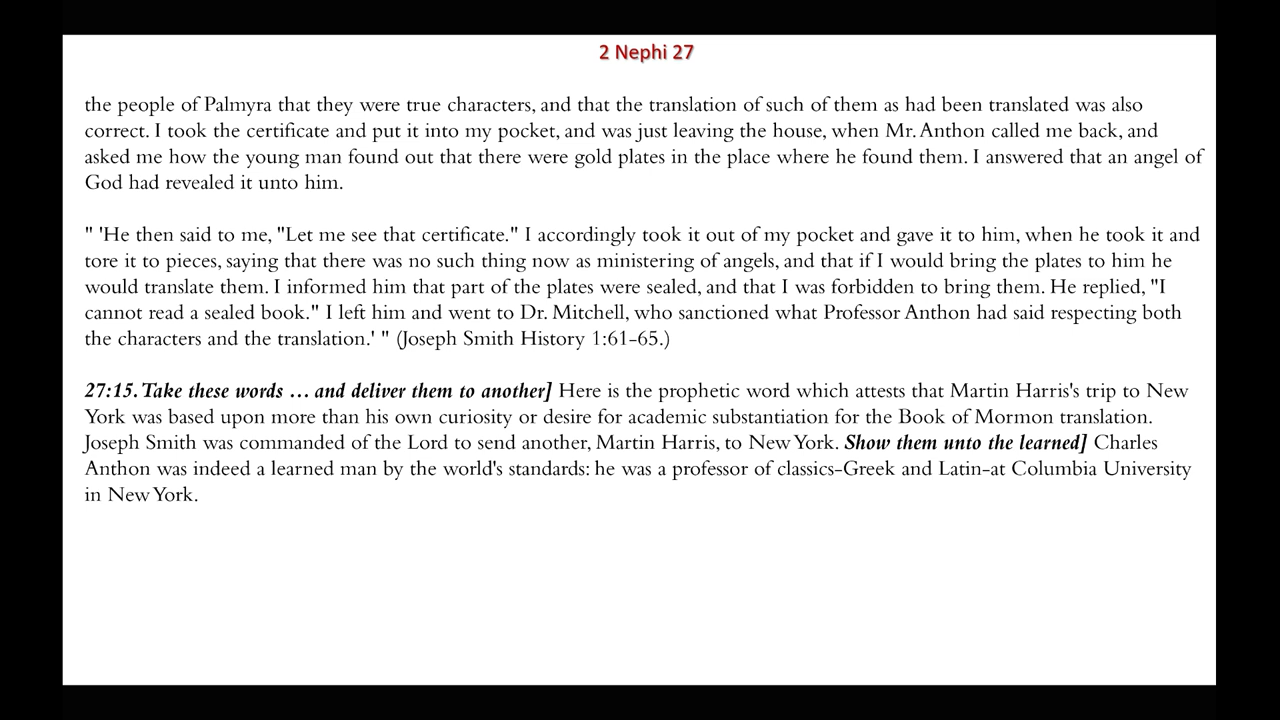 2 Nephi 27
the people of Palmyra that they were true characters, and that the translation of such of them as had been translated was also
correct. I took the certificate and put it into my pocket, and was just leaving the house, when Mr. Anthon called me back, and
asked me how the young man found out that there were gold plates in the place where he found them. I answered that an angel of
God had revealed it unto him.
" 'He then said to me, "Let me see that certificate." I accordingly took it out of my pocket and gave it to him, when he took it and
tore it to pieces, saying that there was no such thing now as ministering of angels, and that if I would bring the plates to him he
would translate them. I informed him that part of the plates were sealed, and that I was forbidden to bring them. He replied, "I
cannot read a sealed book." I left him and went to Dr. Mitchell, who sanctioned what Professor Anthon had said respecting both
the characters and the translation.' " (Joseph Smith History 1:61-65.)
27:15. Take these words … and deliver them to another] Here is the prophetic word which attests that Martin Harris's trip to New
York was based upon more than his own curiosity or desire for academic substantiation for the Book of Mormon translation.
Joseph Smith was commanded of the Lord to send another, Martin Harris, to New York. Show them unto the learned] Charles
Anthon was indeed a learned man by the world's standards: he was a professor of classics-Greek and Latin-at Columbia University
in New York.